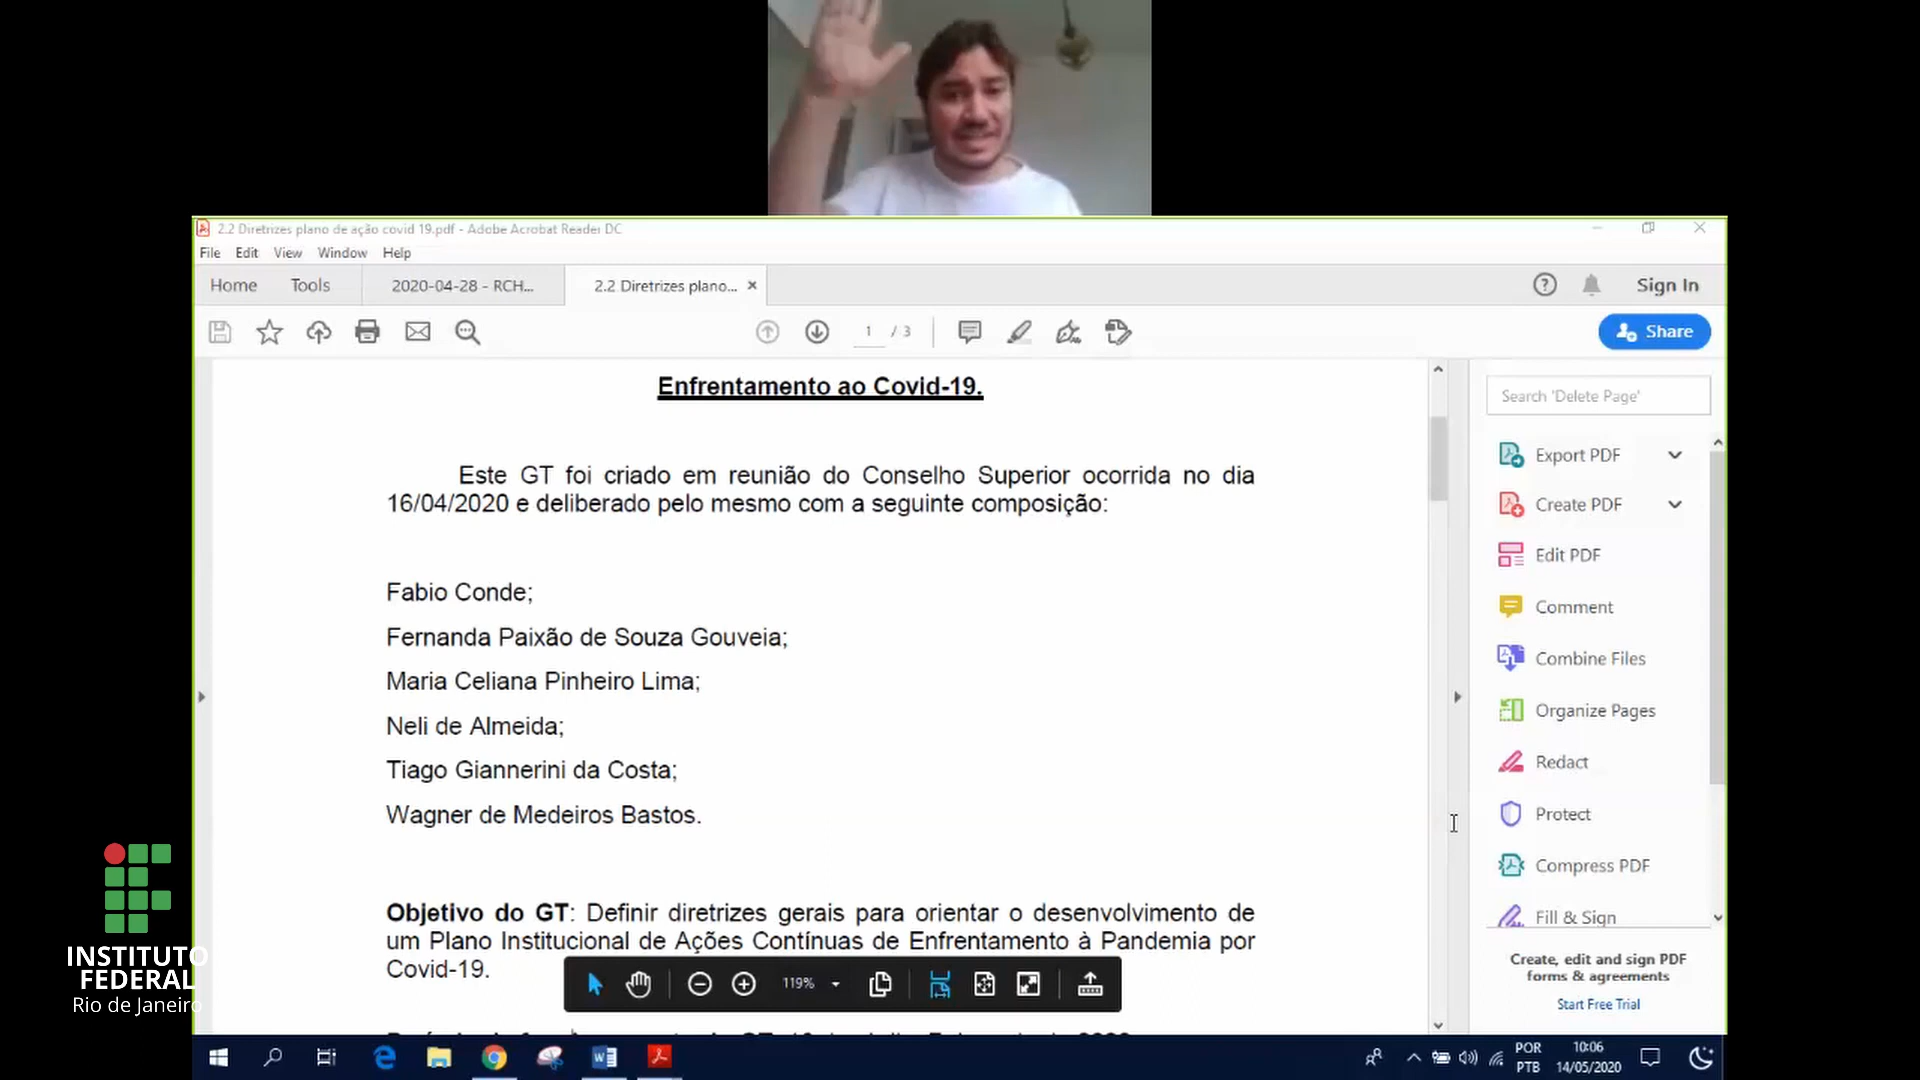 2.2 Diretrizes plano de ação covid 19.pdf - Adobe Acrobat Reader DC
File Edit View Window Help
Home Tools 2020-04-28 - RCH... 2.2 Diretrizes plano... Sign In
1 / 3 Share
Enfrentamento ao Covid-19.
Search 'Delete Page'
Este GT foi criado em reunião do Conselho Superior ocorrida no dia
16/04/2020 e deliberado pelo mesmo com a seguinte composição:
Fabio Conde;
Fernanda Paixão de Souza Gouveia;
Maria Celiana Pinheiro Lima;
Neli de Almeida;
Tiago Giannerini da Costa;
Wagner de Medeiros Bastos.
Objetivo do GT: Definir diretrizes gerais para orientar o desenvolvimento de
um Plano Institucional de Ações Contínuas de Enfrentamento à Pandemia por
Covid-19.
119%
Export PDF
Create PDF
Edit PDF
Comment
Combine Files
Organize Pages
Redact
Protect
Compress PDF
Fill & Sign
Create, edit and sign PDF
forms & agreements
Start Free Trial
INSTITUTO
FEDERAL
Rio de Janeiro
POR
PTB
10:06
14/05/2020